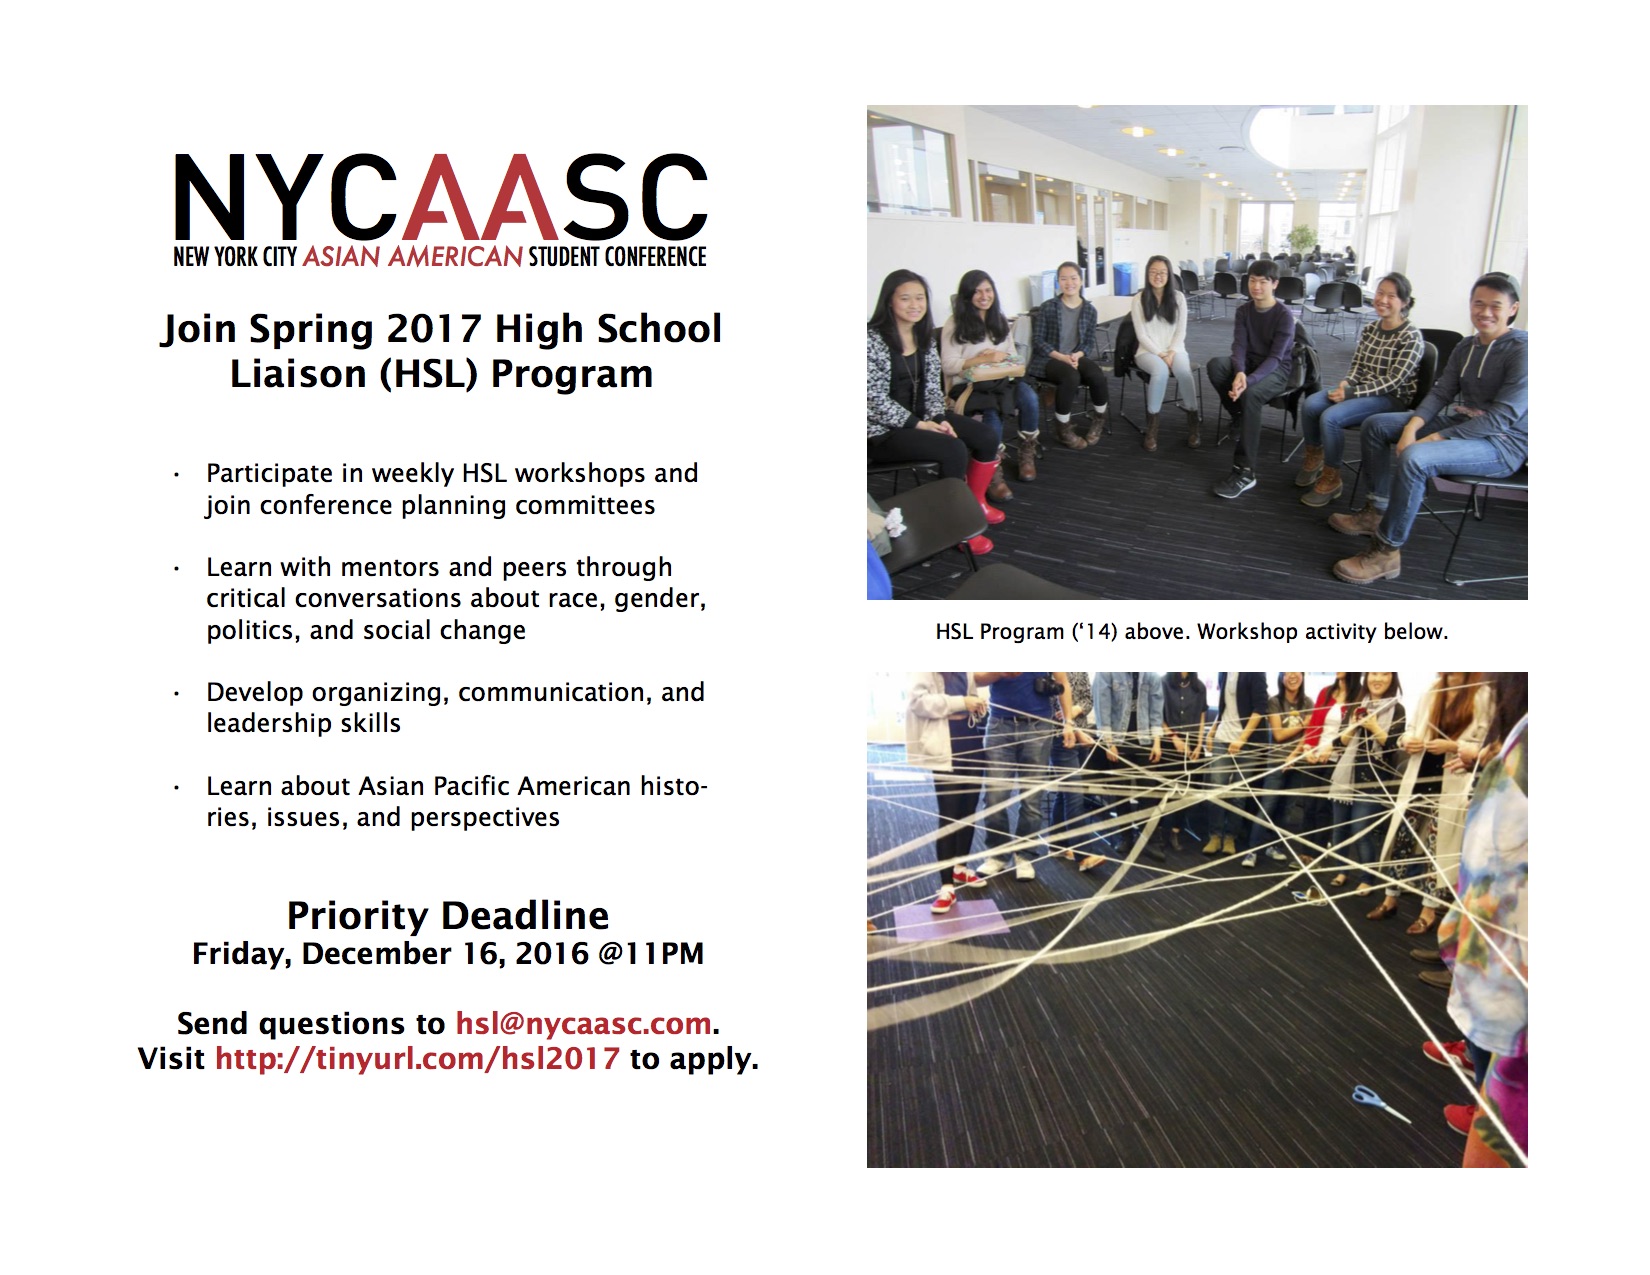 NYCAASC
NEW YORK CITY ASIAN AMERICAN STUDENT CONFERENCE
Join Spring 2017 High School
Liaison (HSL) Program
· Participate in weekly HSL workshops and
join conference planning committees
· Learn with mentors and peers through
critical conversations about race, gender,
politics, and social change
· Develop organizing, communication, and
leadership skills
· Learn about Asian Pacific American histo-
ries, issues, and perspectives
Priority Deadline
Friday, December 16, 2016 @11PM
Send questions to hsl@nycaasc.com.
Visit http://tinyurl.com/hsl2017 to apply.
HSL Program (‘14) above. Workshop activity below.